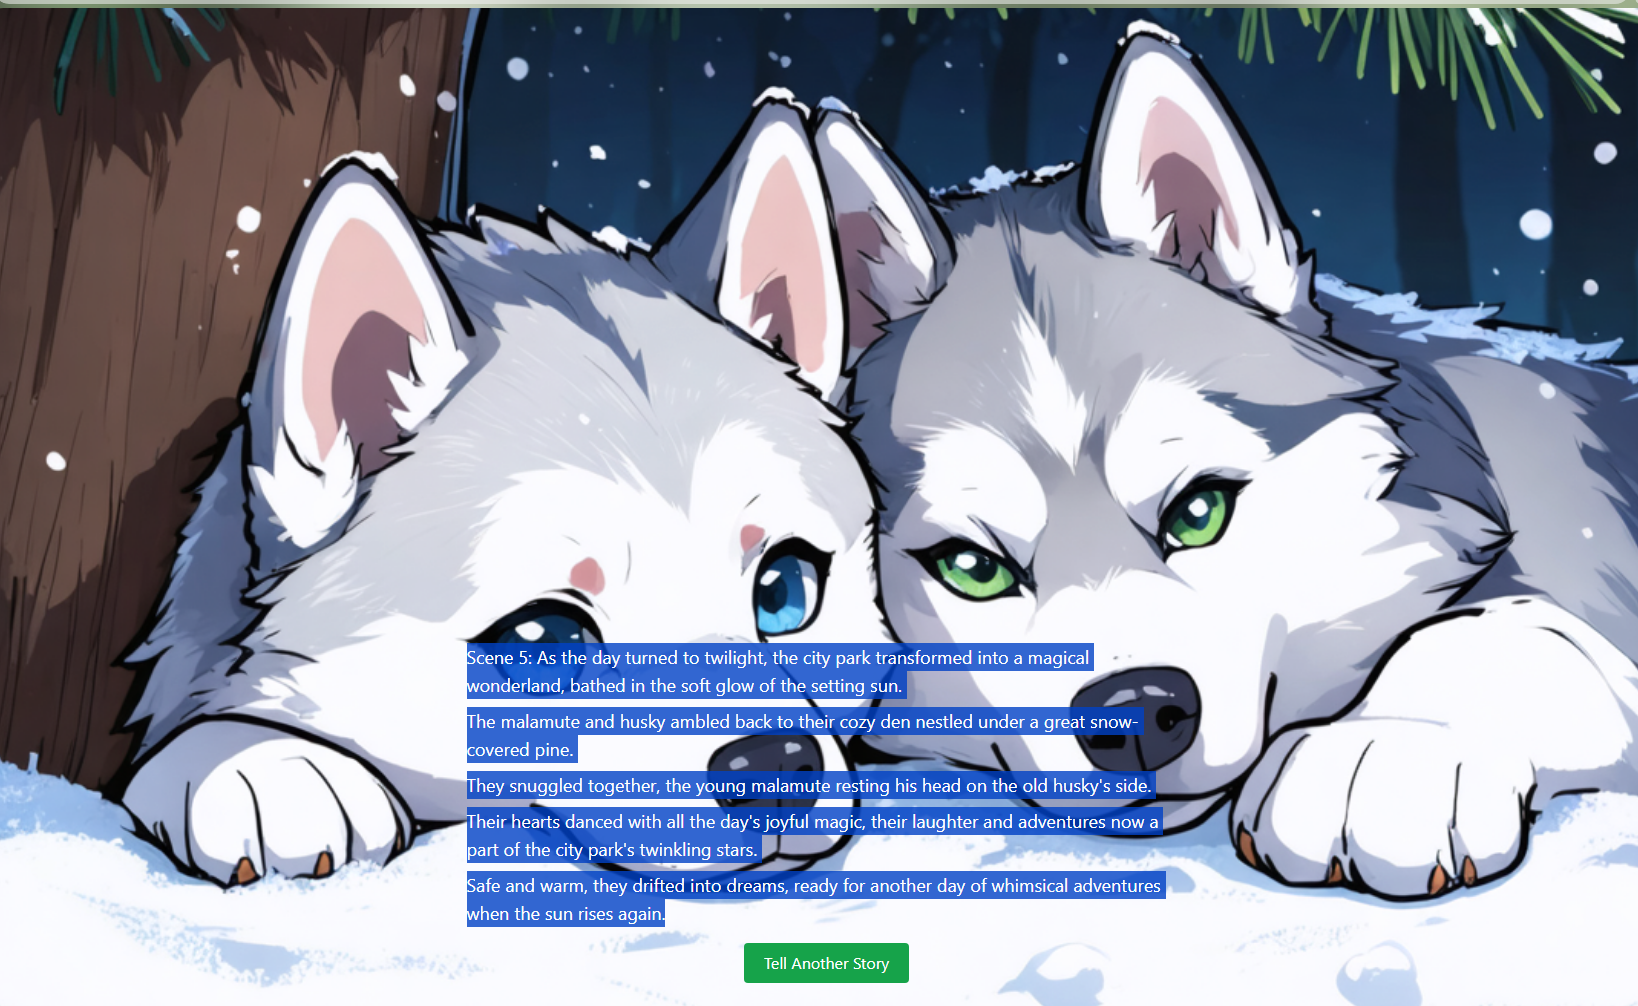 Scene 5: As the day turned to twilight, the city park transformed into a magical
wonderland, bathed in the soft glow of the setting sun.
The malamute and husky ambled back to their cozy den nestled under a great snow-
covered pine.
They snuggled together, the young malamute resting his head on the old husky's side.
Their hearts danced with all the day's joyful magic, their laughter and adventures now a
part of the city park's twinkling stars.
Safe and warm, they drifted into dreams, ready for another day of whimsical adventures
when the sun rises again.
Tell Another Story